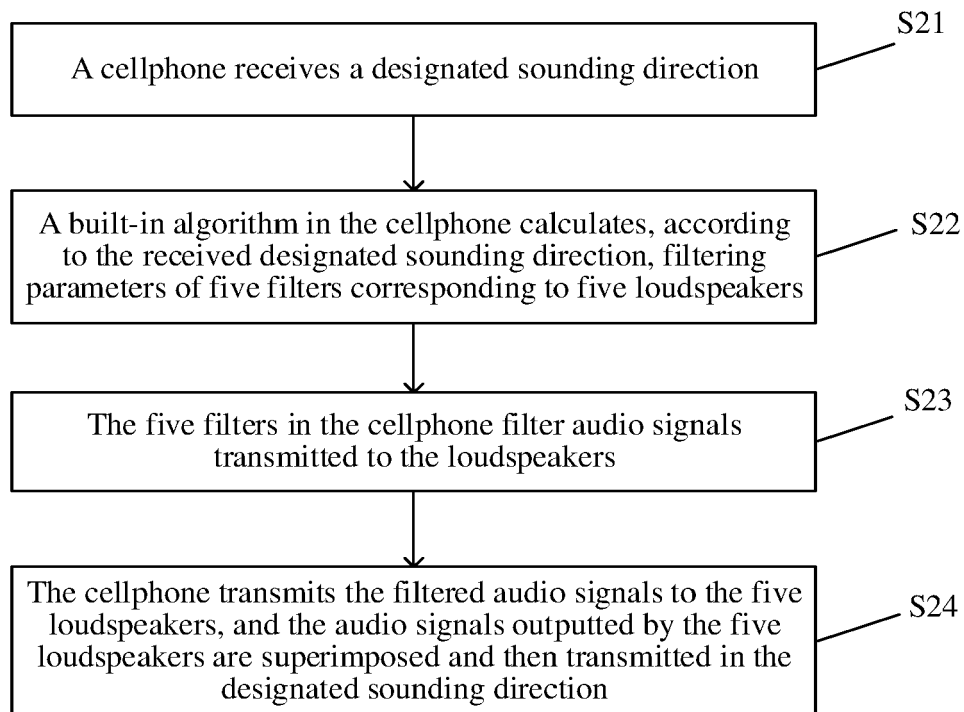 S21
A cellphone receives a designated sounding direction
A built-in algorithm in the cellphone calculates, according
to the received designated sounding direction, filtering
parameters of five filters corresponding to five loudspeakers
S22
The five filters in the cellphone filter audio signals
transmitted to the loudspeakers
S23
The cellphone transmits the filtered audio signals to the five
loudspeakers, and the audio signals outputted by the five
loudspeakers are superimposed and then transmitted in the
designated sounding direction
S24